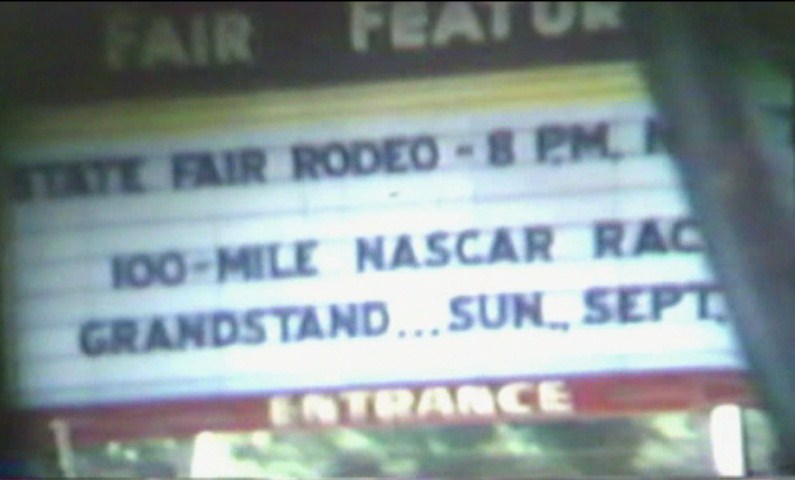 FAIR FEATUR
STATE FAIR RODEO - 8 P.M. N
100-MILE NASCAR RAC
GRANDSTAND...SUN., SEPT.
ENTRANCE